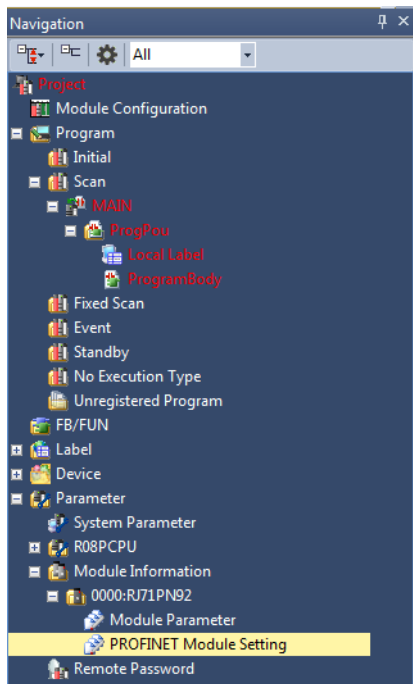 Navigation
All
Project
Module Configuration
Program
Initial
Scan
MAIN
ProgPou
Local Label
ProgramBody
Fixed Scan
Event
Standby
No Execution Type
Unregistered Program
FB/FUN
Label
Device
Parameter
System Parameter
R08PCPU
Module Information
0000:RJ71PN92
Module Parameter
PROFINET Module Setting
Remote Password